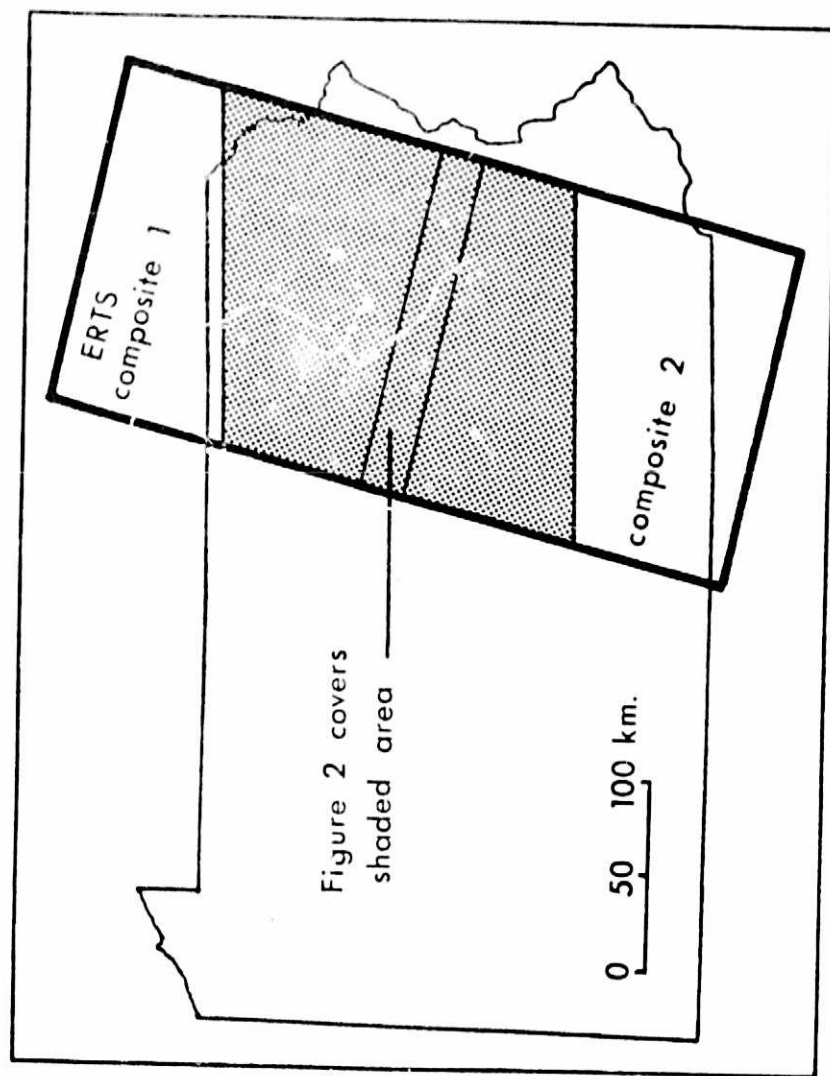 ERTS
composite 1
composite 2
Figure 2 covers
shaded area
0 50 100 km.